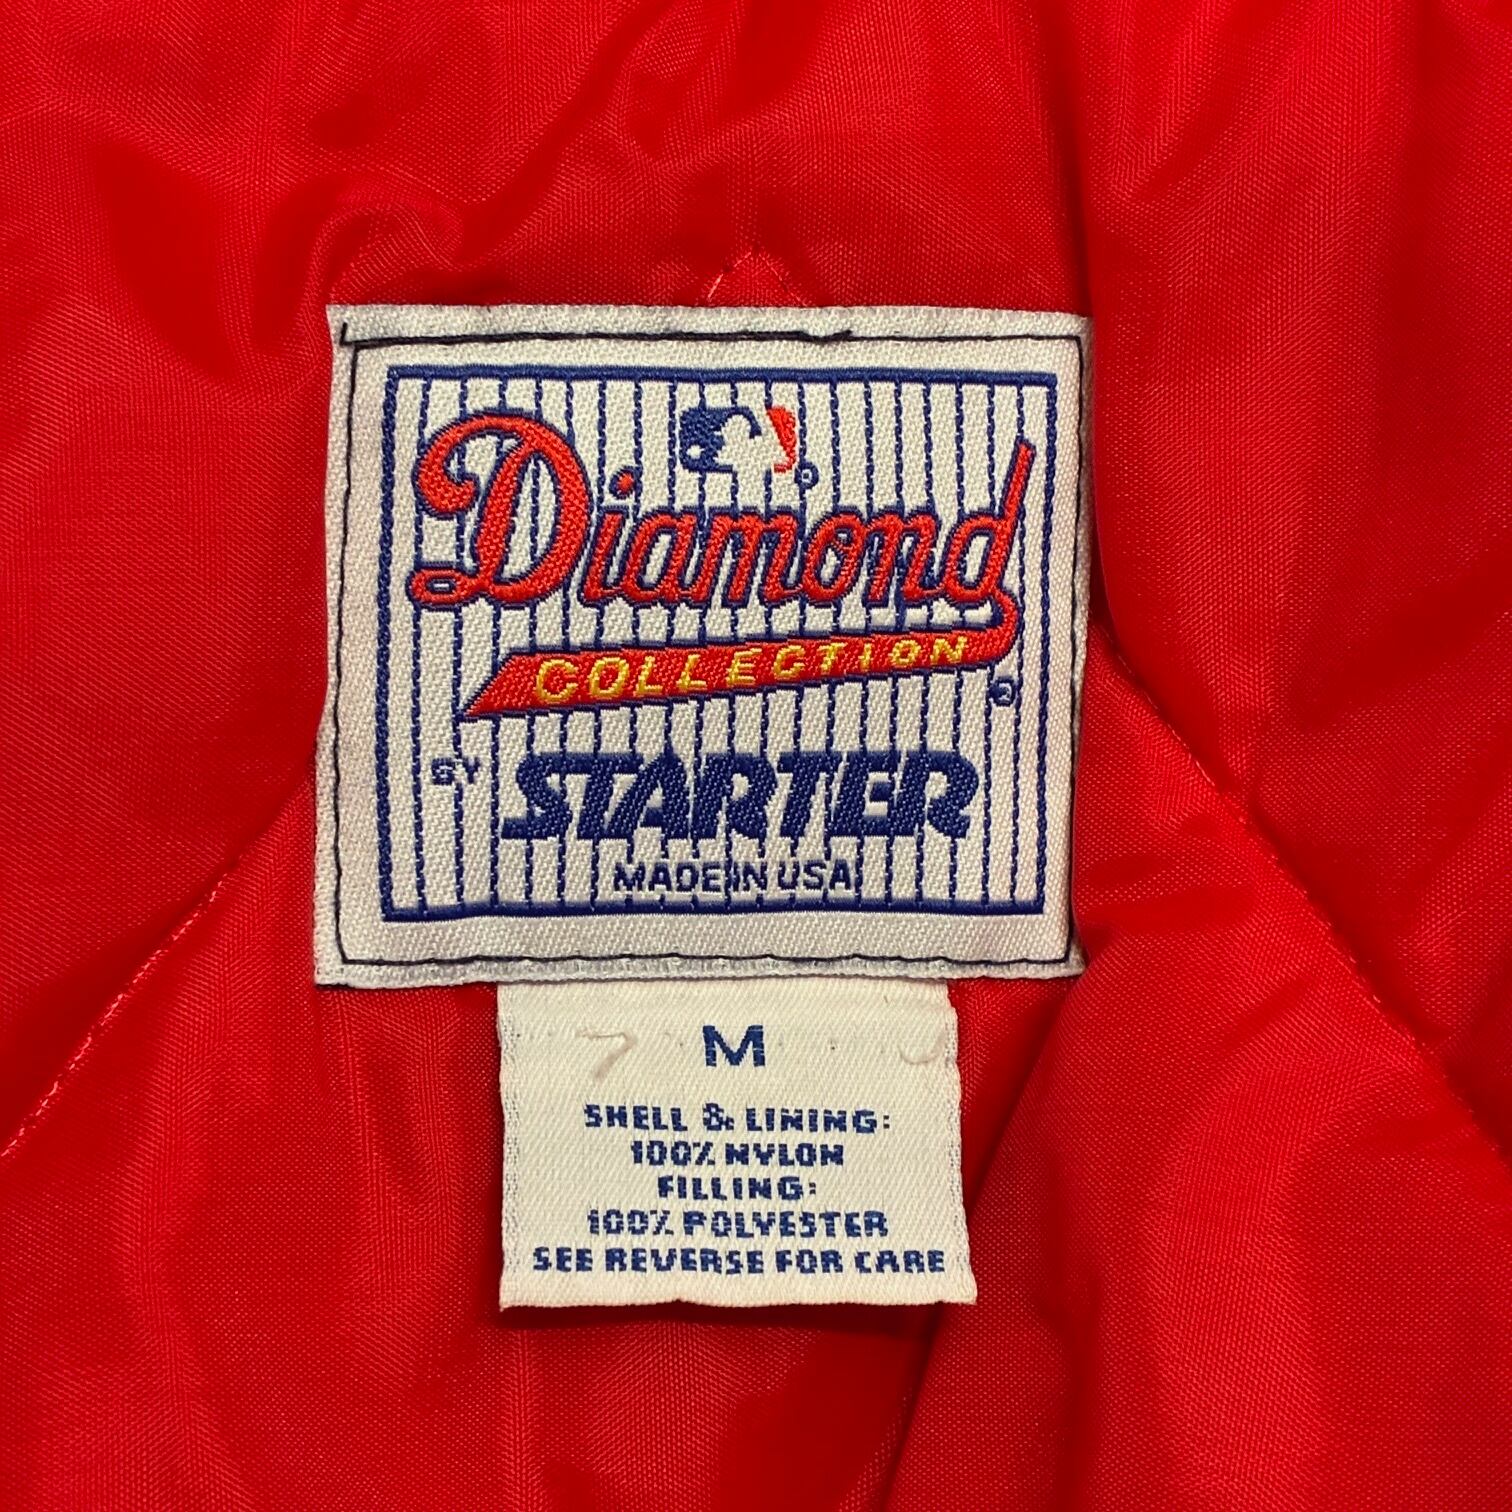 Diamond
COLLECTION
BY STARTER
MADE IN USA
M
SHELL & LINING:
100% NYLON
FILLING:
100% POLYESTER
SEE REVERSE FOR CARE